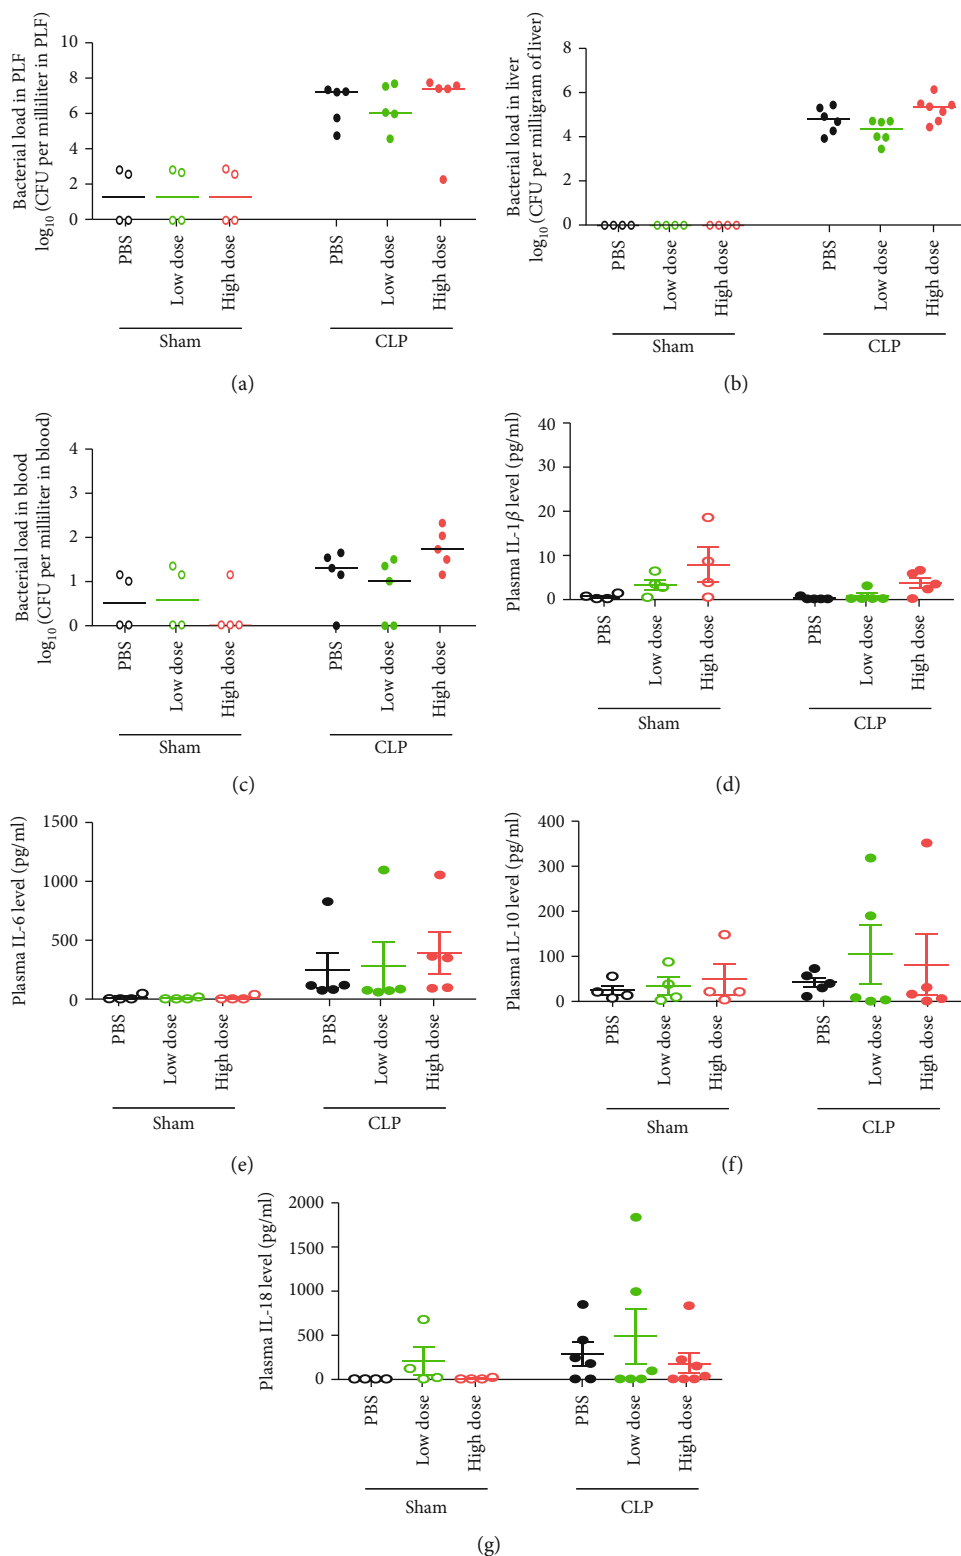 Bacterial load in PLF
log10 (CFU per milliliter in PLF)
10
8
6
4
2
0
PBS
Low dose
High dose
PBS
Low dose
High dose
Sham
CLP
(a)
Bacterial load in liver
log10 (CFU per milligram of liver)
8
6
4
2
0
PBS
Low dose
High dose
PBS
Low dose
High dose
Sham
CLP
(b)
Bacterial load in blood
log10 (CFU per milliliter in blood)
4
3
2
1
0
PBS
Low dose
High dose
PBS
Low dose
High dose
Sham
CLP
(c)
Plasma IL-1β level (pg/ml)
40
30
20
10
0
PBS
Low dose
High dose
PBS
Low dose
High dose
Sham
CLP
(d)
Plasma IL-6 level (pg/ml)
1500
1000
500
0
PBS
Low dose
High dose
PBS
Low dose
High dose
Sham
CLP
(e)
Plasma IL-10 level (pg/ml)
400
300
200
100
0
PBS
Low dose
High dose
PBS
Low dose
High dose
Sham
CLP
(f)
Plasma IL-18 level (pg/ml)
2000
1500
1000
500
0
PBS
Low dose
High dose
PBS
Low dose
High dose
Sham
CLP
(g)